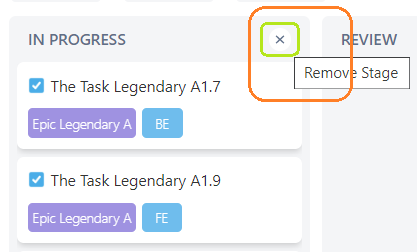 IN PROGRESS
REVIEW
Remove Stage
The Task Legendary A1.7
Epic Legendary A
BE
The Task Legendary A1.9
Epic Legendary A
FE